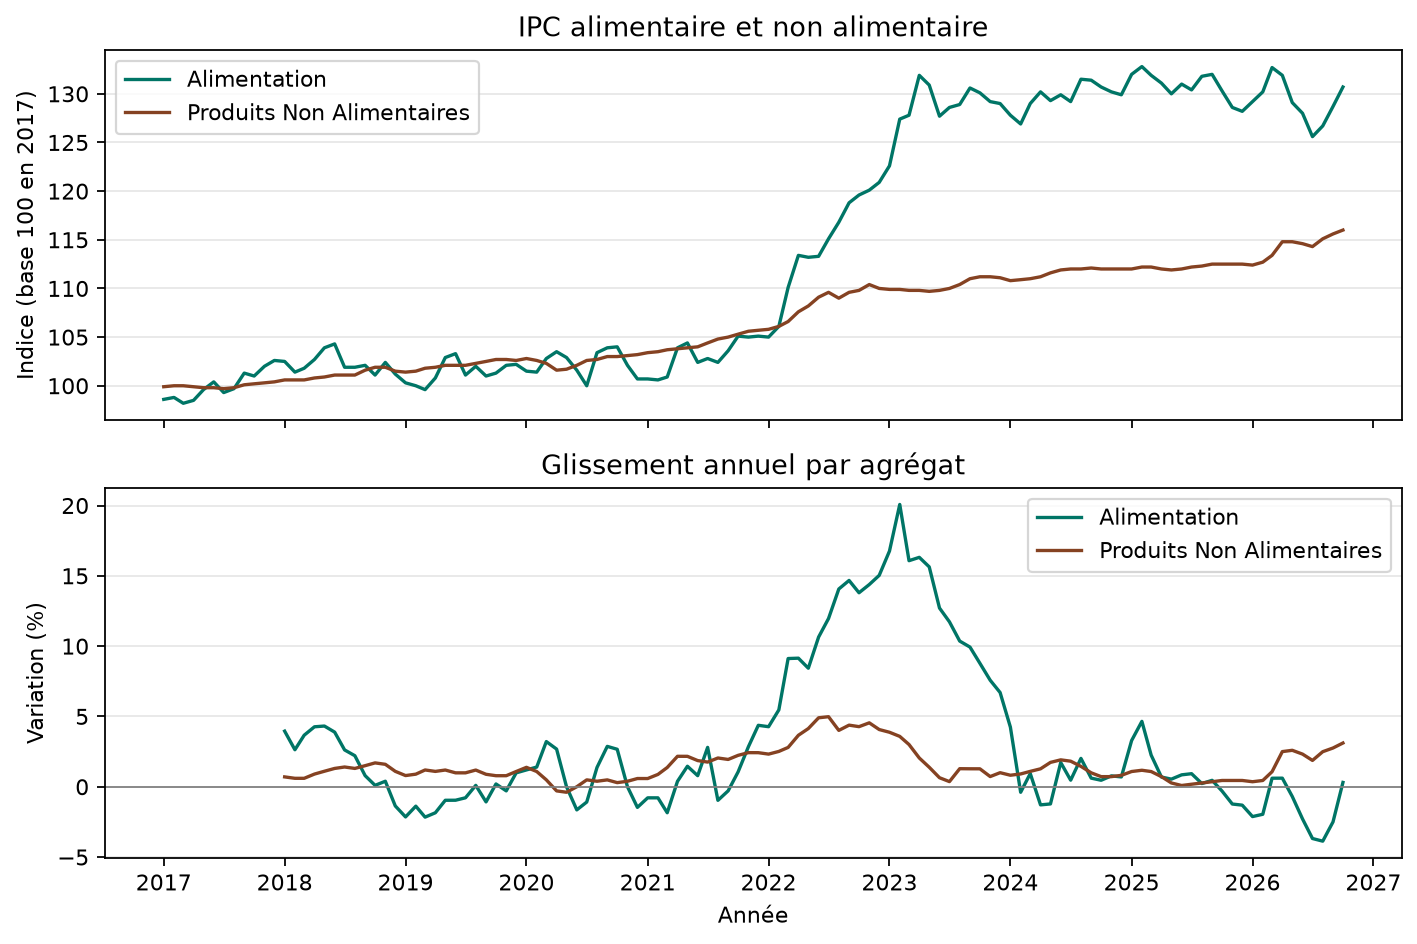 IPC alimentaire et non alimentaire
Indice (base 100 en 2017)
130
125
120
115
110
105
100
Alimentation
Produits Non Alimentaires
Glissement annuel par agrégat
Variation (%)
20
15
10
5
0
−5
Alimentation
Produits Non Alimentaires
2017 2018 2019 2020 2021 2022 2023 2024 2025 2026 2027
Année